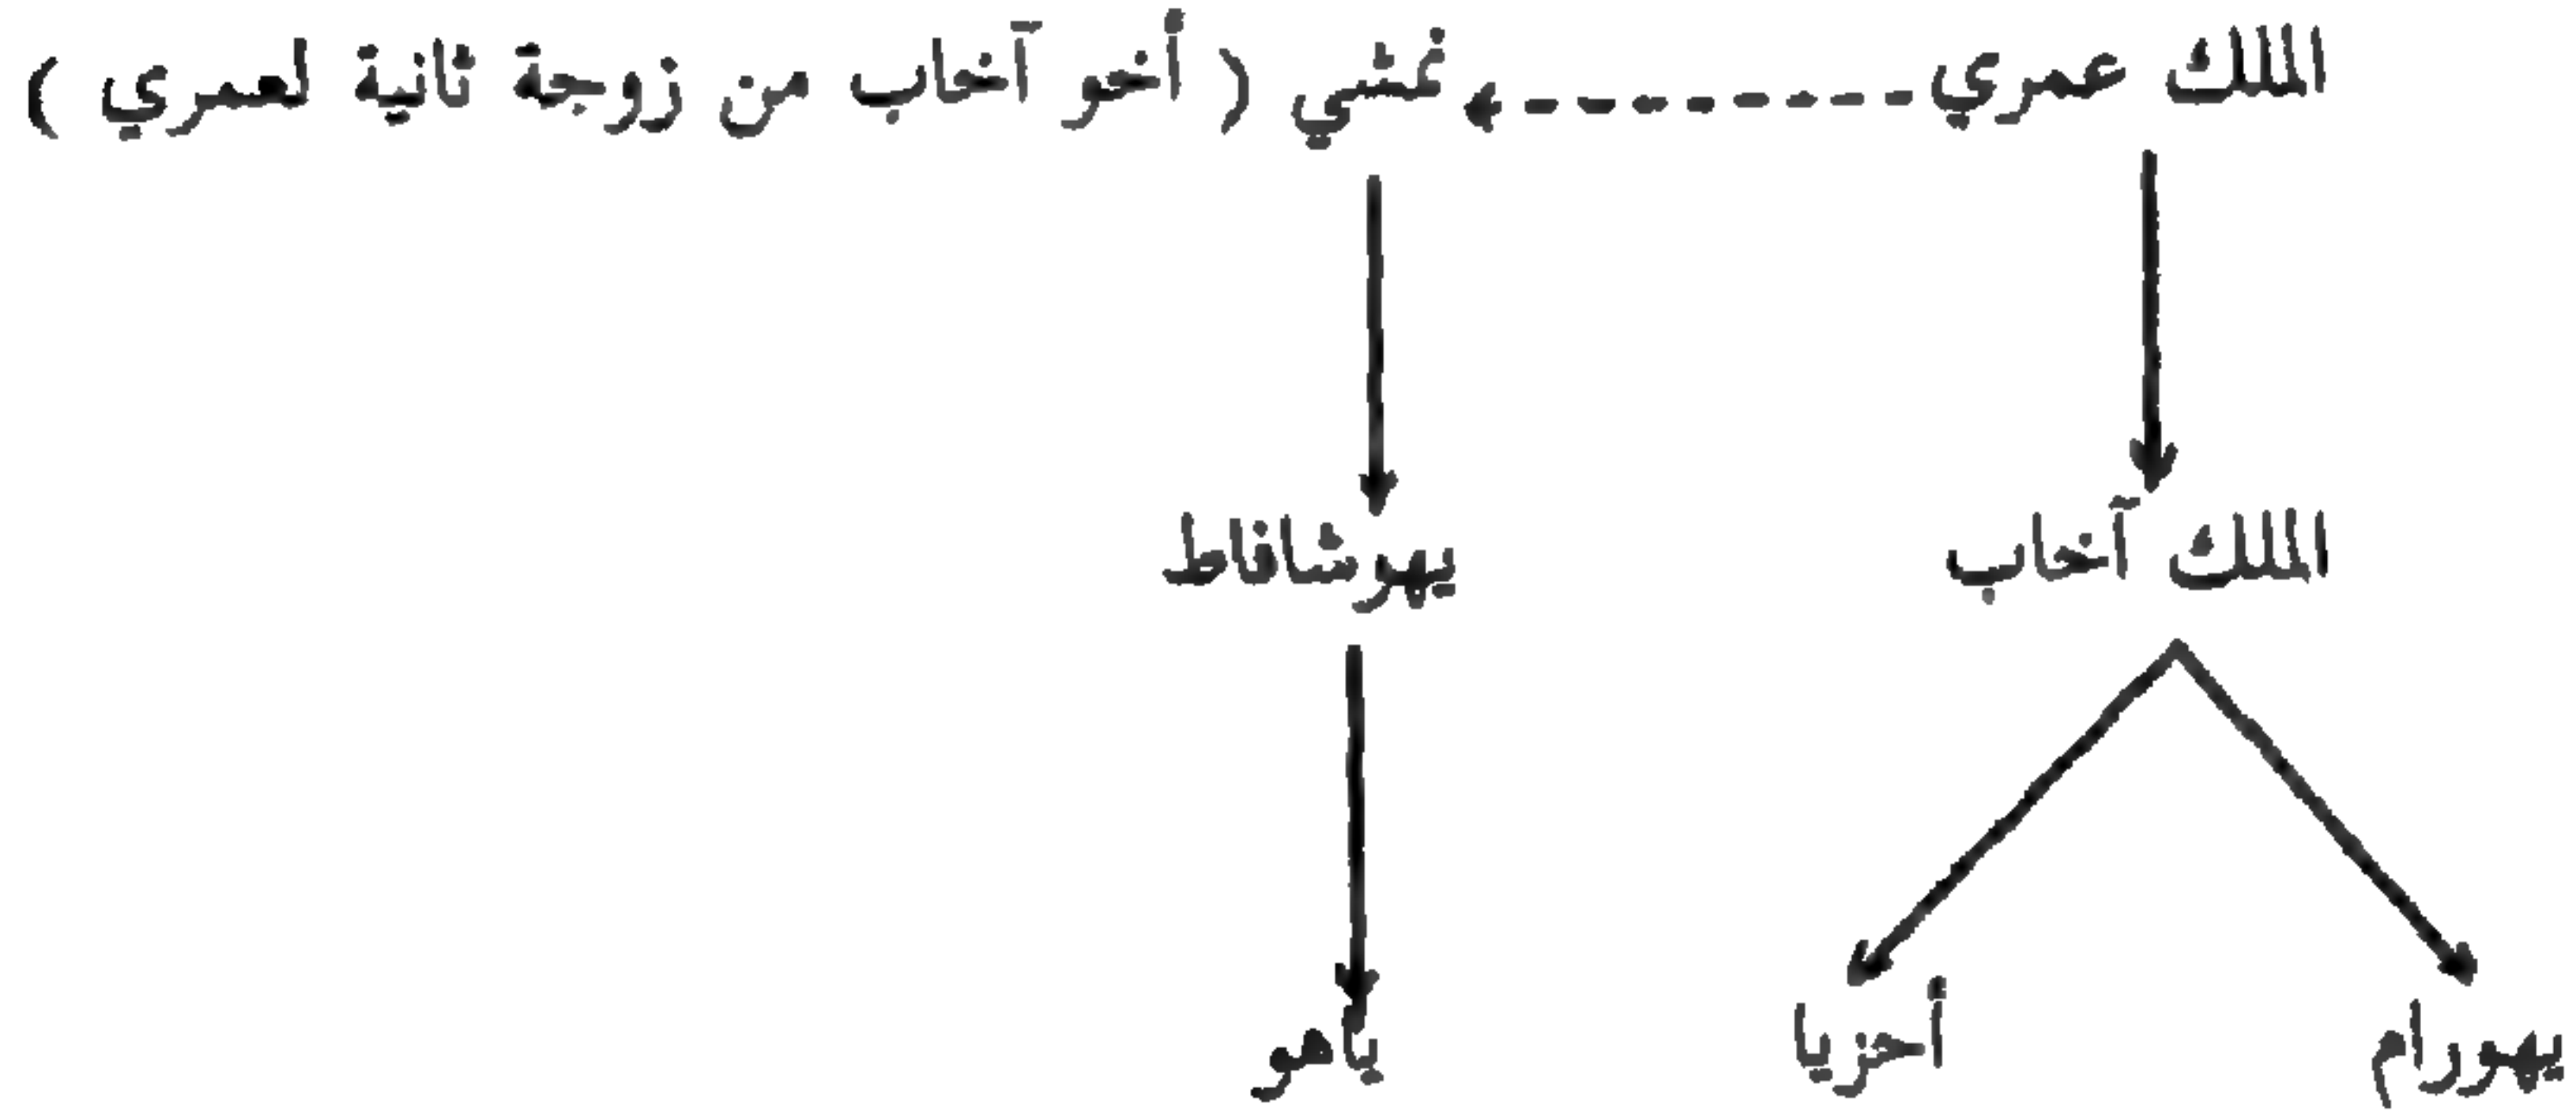 الملك عمري نمشي ( أخو آخاب من زوجة ثانية لعمري )
الملك آخاب يهوشافاط
يهورام أحزيا ياهو